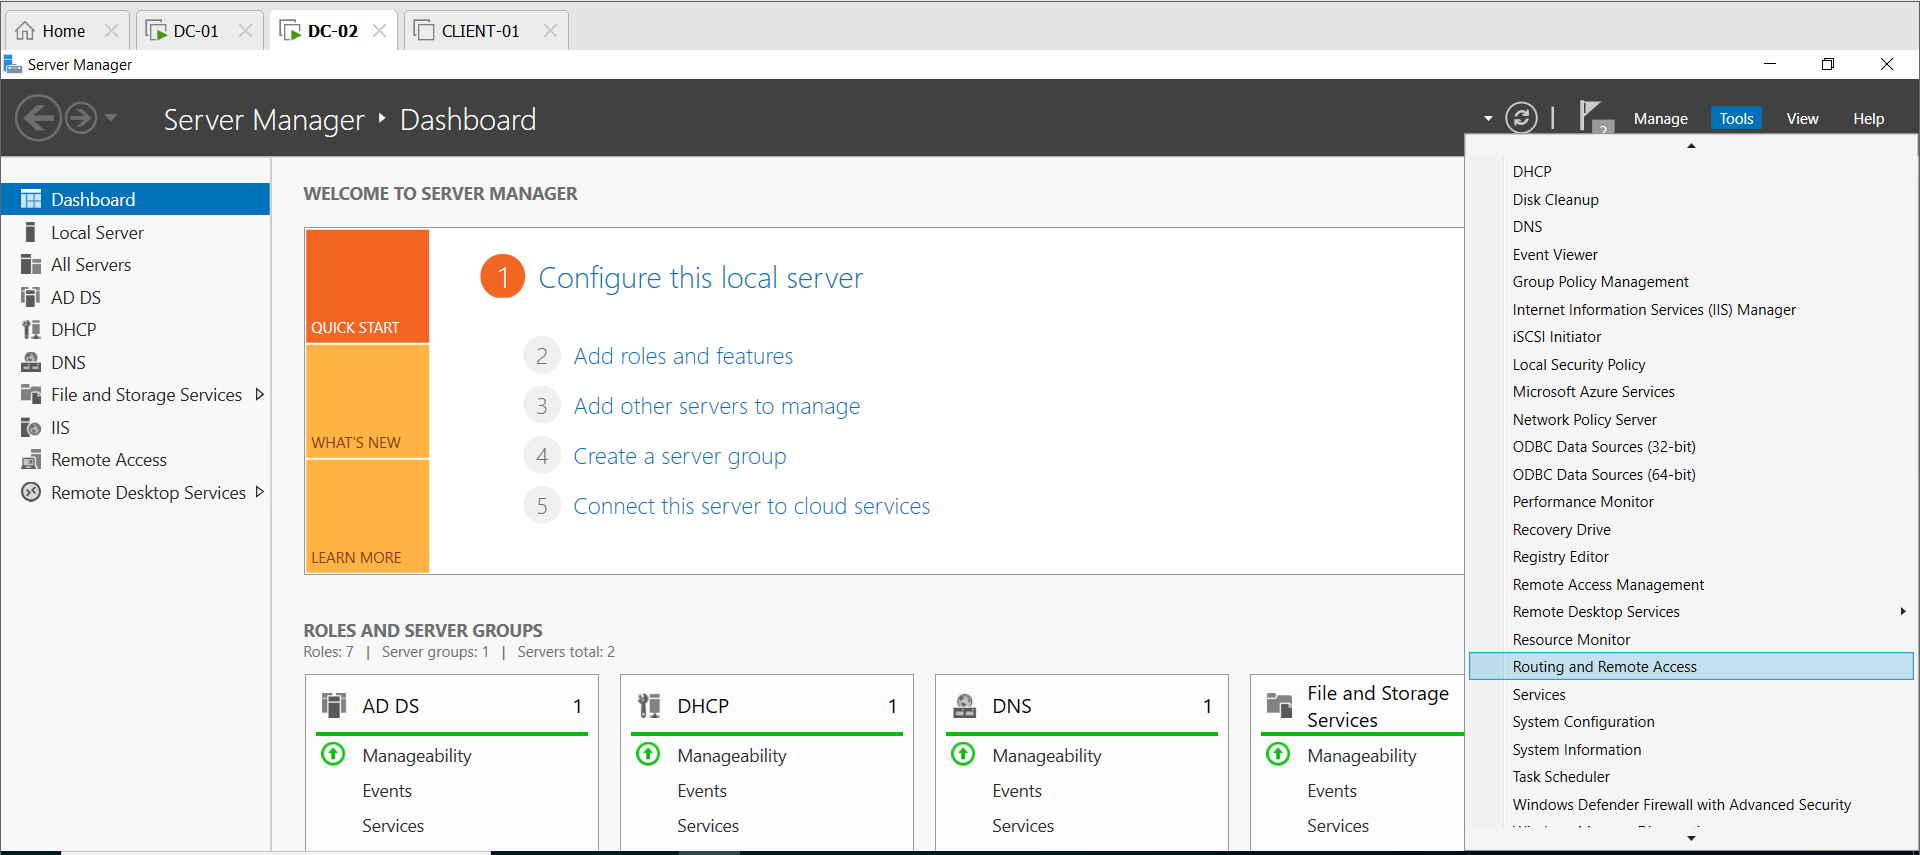 Home
DC-01
DC-02
CLIENT-01
Server Manager
Server Manager
Dashboard
2
Manage
Tools
View
Help
Dashboard
Local Server
All Servers
AD DS
DHCP
DNS
File and Storage Services
IIS
Remote Access
Remote Desktop Services
WELCOME TO SERVER MANAGER
QUICK START
WHAT'S NEW
LEARN MORE
1 Configure this local server
2 Add roles and features
3 Add other servers to manage
4 Create a server group
5 Connect this server to cloud services
ROLES AND SERVER GROUPS
Roles: 7 | Server groups: 1 | Servers total: 2
AD DS 1
Manageability
Events
Services
DHCP 1
Manageability
Events
Services
DNS 1
Manageability
Events
Services
File and Storage
Services
Manageability
Events
Services
DHCP
Disk Cleanup
DNS
Event Viewer
Group Policy Management
Internet Information Services (IIS) Manager
iSCSI Initiator
Local Security Policy
Microsoft Azure Services
Network Policy Server
ODBC Data Sources (32-bit)
ODBC Data Sources (64-bit)
Performance Monitor
Recovery Drive
Registry Editor
Remote Access Management
Remote Desktop Services
Resource Monitor
Routing and Remote Access
Services
System Configuration
System Information
Task Scheduler
Windows Defender Firewall with Advanced Security